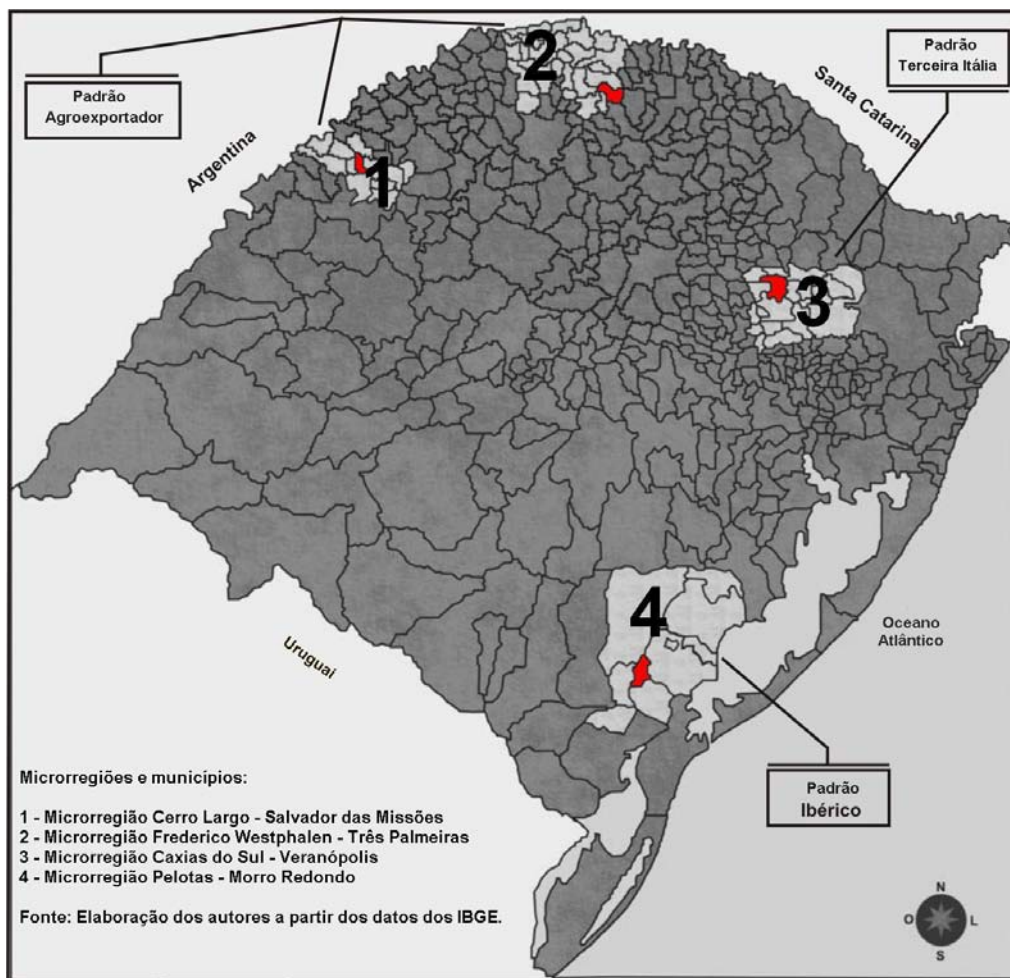 Padrão
Agroexportador
2
Padrão
Terceira Itália
Santa Catarina
Argentina
1
3
4
Oceano
Atlântico
Uruguai
Padrão
Ibérico
Microrregiões e municípios:
1 - Microrregião Cerro Largo - Salvador das Missões
2 - Microrregião Frederico Westphalen - Três Palmeiras
3 - Microrregião Caxias do Sul - Veranópolis
4 - Microrregião Pelotas - Morro Redondo
Fonte: Elaboração dos autores a partir dos datos dos IBGE.
N
O
L
S